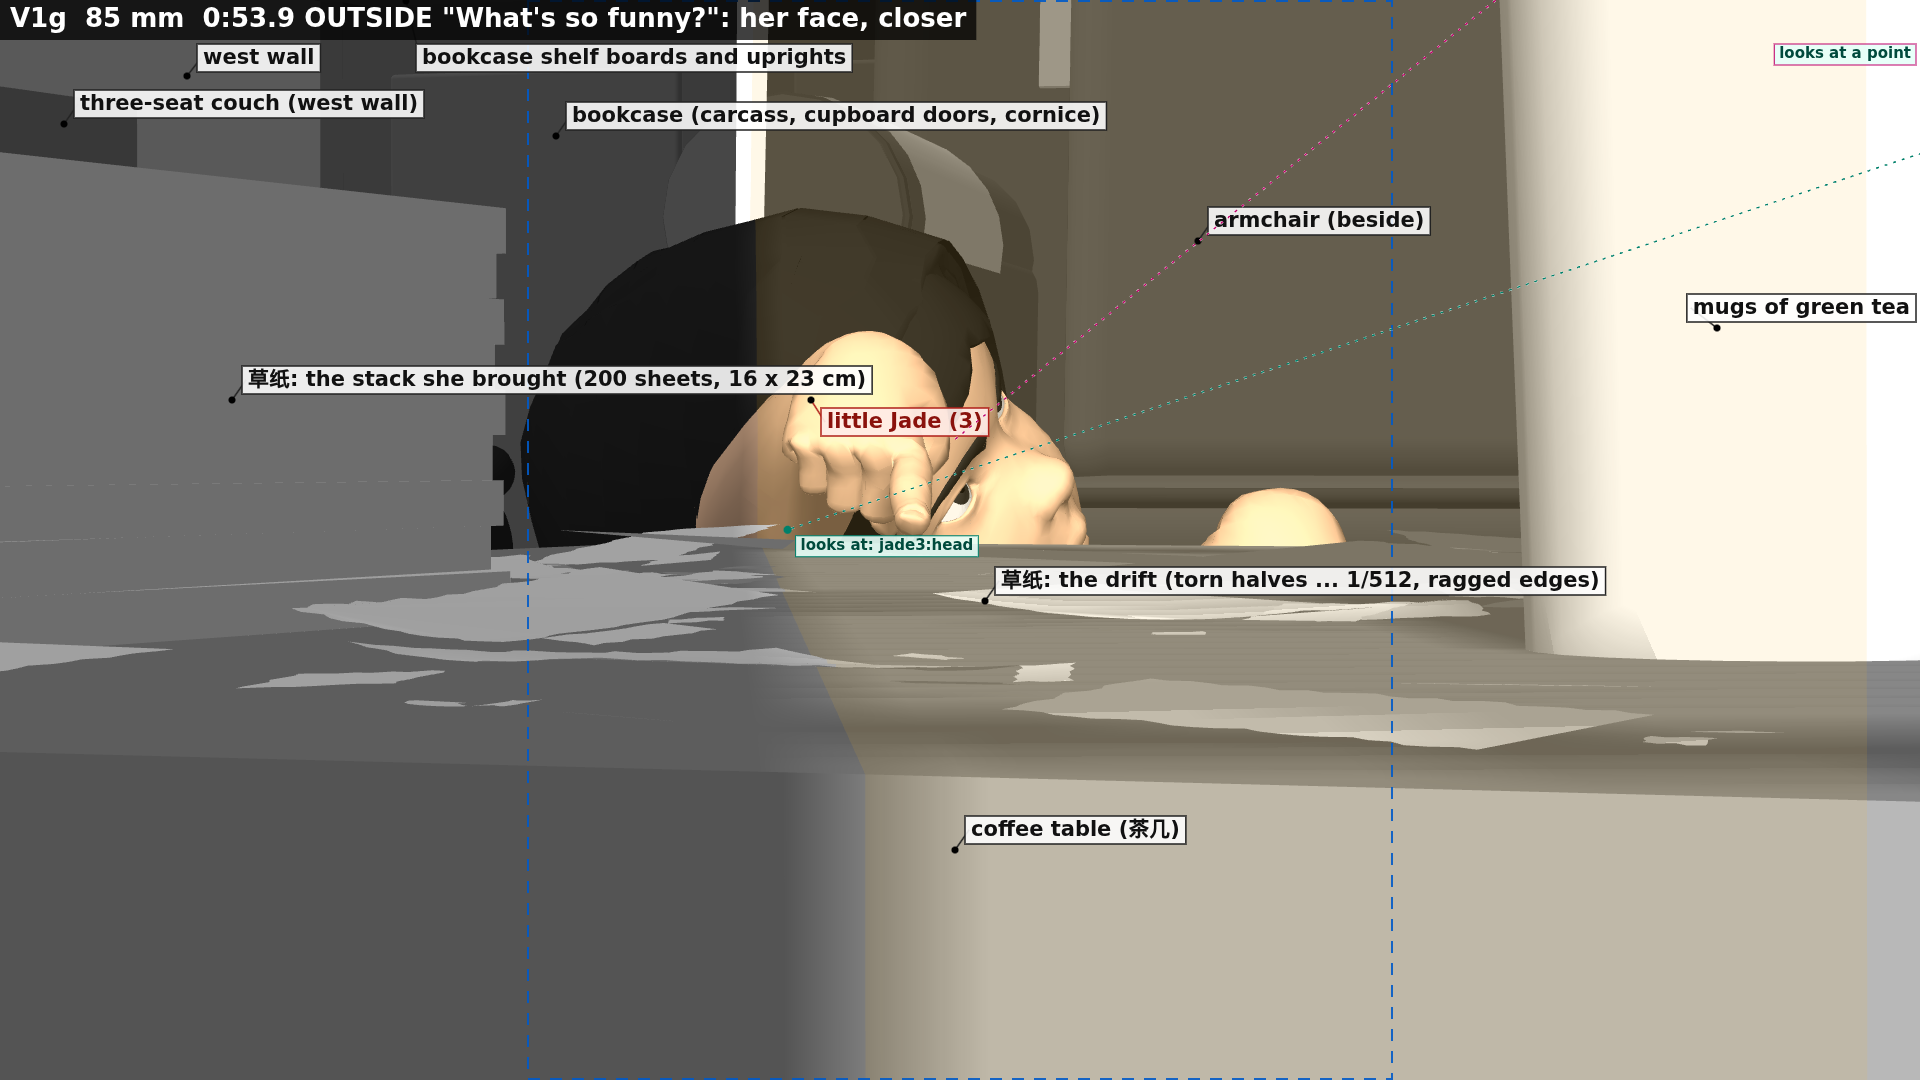 V1g 85 mm 0:53.9 OUTSIDE "What's so funny?": her face, closer
west wall
bookcase shelf boards and uprights
looks at a point
three-seat couch (west wall)
bookcase (carcass, cupboard doors, cornice)
armchair (beside)
mugs of green tea
草纸: the stack she brought (200 sheets, 16 x 23 cm)
little Jade (3)
looks at: jade3:head
草纸: the drift (torn halves ... 1/512, ragged edges)
coffee table (茶几)